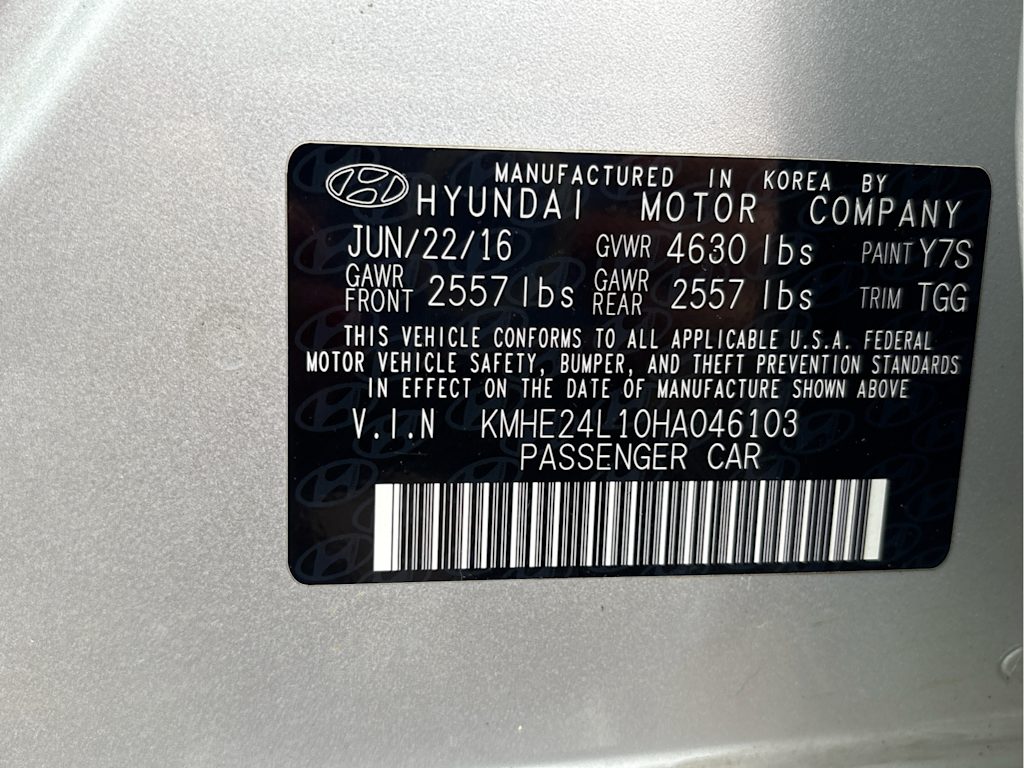 MANUFACTURED IN KOREA BY
HYUNDAI MOTOR COMPANY
JUN/22/16 GVWR 4630 lbs PAINT Y7S
GAWR FRONT 2557 lbs GAWR REAR 2557 lbs TRIM TGG
THIS VEHICLE CONFORMS TO ALL APPLICABLE U.S.A. FEDERAL
MOTOR VEHICLE SAFETY, BUMPER, AND THEFT PREVENTION STANDARDS
IN EFFECT ON THE DATE OF MANUFACTURE SHOWN ABOVE
V.I.N KMHE24L10HA046103
PASSENGER CAR